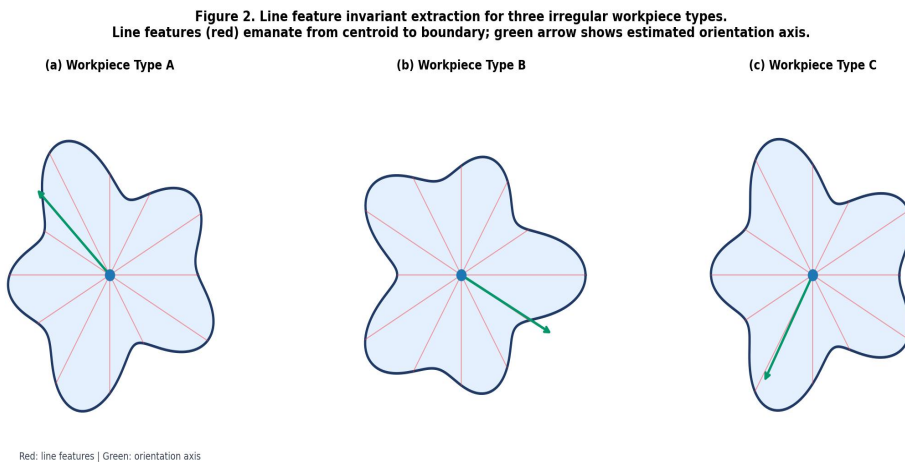 Figure 2. Line feature invariant extraction for three irregular workpiece types.
Line features (red) emanate from centroid to boundary; green arrow shows estimated orientation axis.
(a) Workpiece Type A
(b) Workpiece Type B
(c) Workpiece Type C
Red: line features | Green: orientation axis